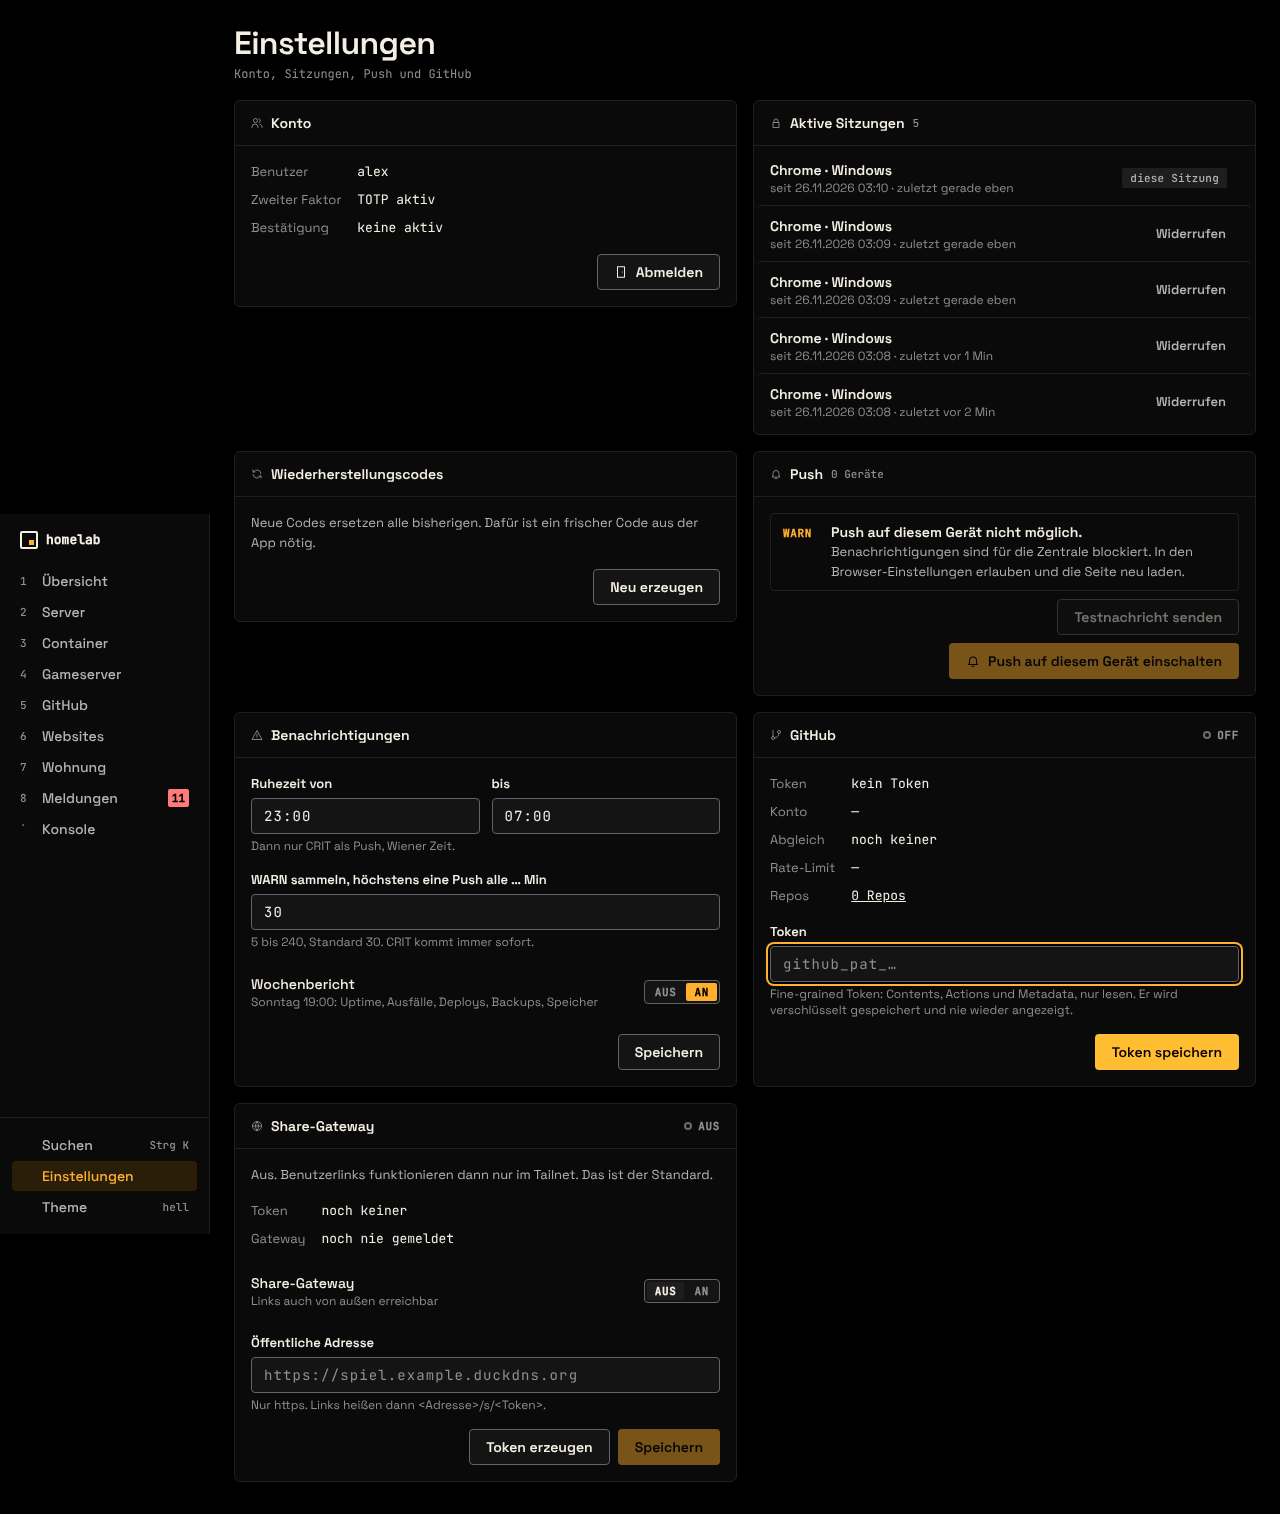 Einstellungen
Konto, Sitzungen, Push und GitHub
Konto
Benutzer alex
Zweiter Faktor TOTP aktiv
Bestätigung keine aktiv
Abmelden
Aktive Sitzungen 5
Chrome · Windows
seit 26.11.2026 03:10 · zuletzt gerade eben
diese Sitzung
Chrome · Windows
seit 26.11.2026 03:09 · zuletzt gerade eben
Widerrufen
Chrome · Windows
seit 26.11.2026 03:09 · zuletzt gerade eben
Widerrufen
Chrome · Windows
seit 26.11.2026 03:08 · zuletzt vor 1 Min
Widerrufen
Chrome · Windows
seit 26.11.2026 03:08 · zuletzt vor 2 Min
Widerrufen
Wiederherstellungscodes
Neue Codes ersetzen alle bisherigen. Dafür ist ein frischer Code aus der
App nötig.
Neu erzeugen
Push 0 Geräte
WARN Push auf diesem Gerät nicht möglich.
Benachrichtigungen sind für die Zentrale blockiert. In den
Browser-Einstellungen erlauben und die Seite neu laden.
Testnachricht senden
Push auf diesem Gerät einschalten
homelab
1 Übersicht
2 Server
3 Container
4 Gameserver
5 GitHub
6 Websites
7 Wohnung
8 Meldungen 11
` Konsole
Suchen Strg K
Einstellungen
Theme hell
Benachrichtigungen
Ruhezeit von bis
23:00 07:00
Dann nur CRIT als Push, Wiener Zeit.
WARN sammeln, höchstens eine Push alle … Min
30
5 bis 240, Standard 30. CRIT kommt immer sofort.
Wochenbericht
Sonntag 19:00: Uptime, Ausfälle, Deploys, Backups, Speicher
AUS AN
Speichern
GitHub OFF
Token kein Token
Konto —
Abgleich noch keiner
Rate-Limit —
Repos 0 Repos
Token
github_pat_…
Fine-grained Token: Contents, Actions und Metadata, nur lesen. Er wird
verschlüsselt gespeichert und nie wieder angezeigt.
Token speichern
Share-Gateway AUS
Aus. Benutzerlinks funktionieren dann nur im Tailnet. Das ist der Standard.
Token noch keiner
Gateway noch nie gemeldet
Share-Gateway
Links auch von außen erreichbar
AUS AN
Öffentliche Adresse
https://spiel.example.duckdns.org
Nur https. Links heißen dann <Adresse>/s/<Token>.
Token erzeugen Speichern